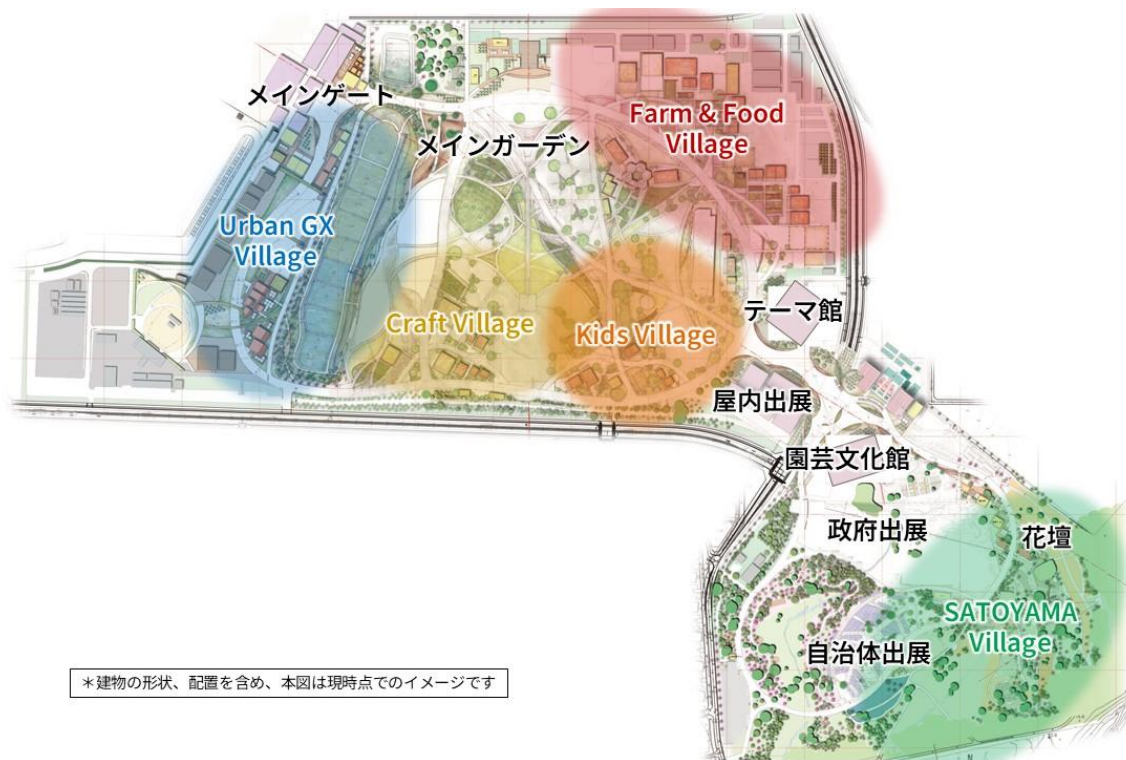 メインゲート
Farm & Food
Village
メインガーデン
Urban GX
Village
テーマ館
Craft Village
Kids Village
屋内出展
園芸文化館
政府出展
花壇
SATOYAMA
Village
自治体出展
＊建物の形状、配置を含め、本図は現時点でのイメージです
N